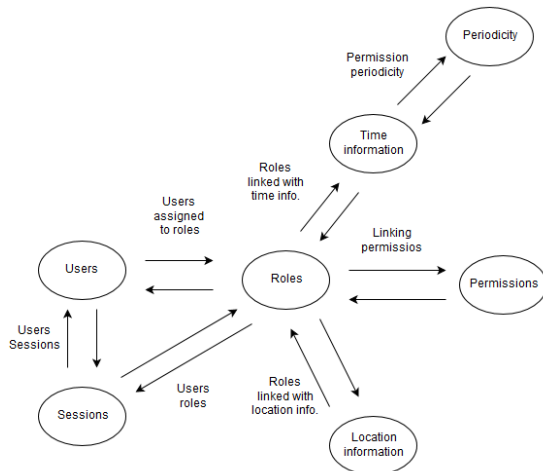 Periodicity
Permission
periodicity
Time
information
Roles
linked with
time info.
Users
assigned
to roles
Linking
permissios
Users
Roles
Permissions
Users
Sessions
Users
roles
Roles
linked with
location info.
Sessions
Location
information